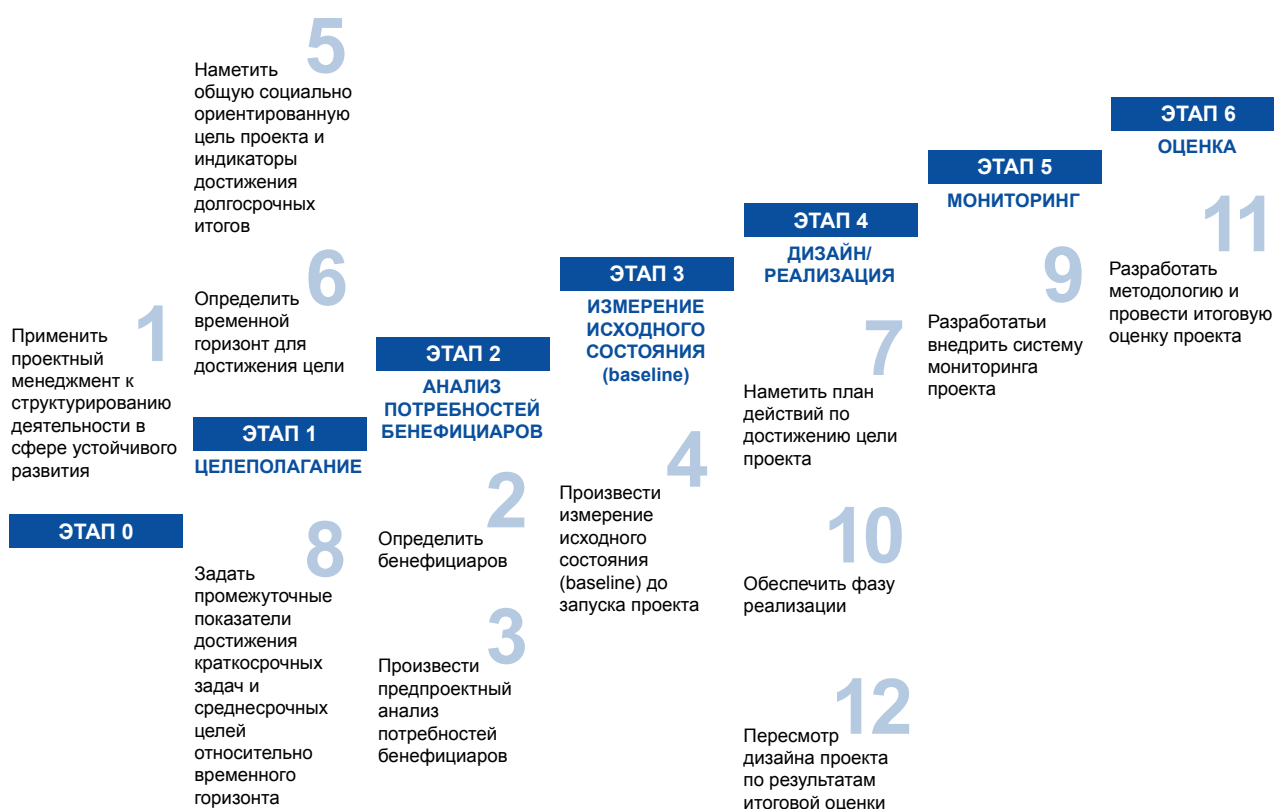 1
Применить
проектный
менеджмент к
структурированию
деятельности в
сфере устойчивого
развития
ЭТАП 0
5
Наметить
общую социально
ориентированную
цель проекта и
индикаторы
достижения
долгосрочных
итогов
6
Определить
временной
горизонт для
достижения цели
ЭТАП 1
ЦЕЛЕПОЛАГАНИЕ
8
Задать
промежуточные
показатели
достижения
краткосрочных
задач и
среднесрочных
целей
относительно
временного
горизонта
ЭТАП 2
АНАЛИЗ
ПОТРЕБНОСТЕЙ
БЕНЕФИЦИАРОВ
2
Определить
бенефициаров
3
Произвести
предпроектный
анализ
потребностей
бенефициаров
ЭТАП 3
ИЗМЕРЕНИЕ
ИСХОДНОГО
СОСТОЯНИЯ
(baseline)
4
Произвести
измерение
исходного
состояния
(baseline) до
запуска проекта
ЭТАП 4
ДИЗАЙН/
РЕАЛИЗАЦИЯ
7
Наметить план
действий по
достижению цели
проекта
10
Обеспечить фазу
реализации
12
Пересмотр
дизайна проекта
по результатам
итоговой оценки
ЭТАП 5
МОНИТОРИНГ
9
Разработатьи
внедрить систему
мониторинга
проекта
ЭТАП 6
ОЦЕНКА
11
Разработать
методологию и
провести итоговую
оценку проекта